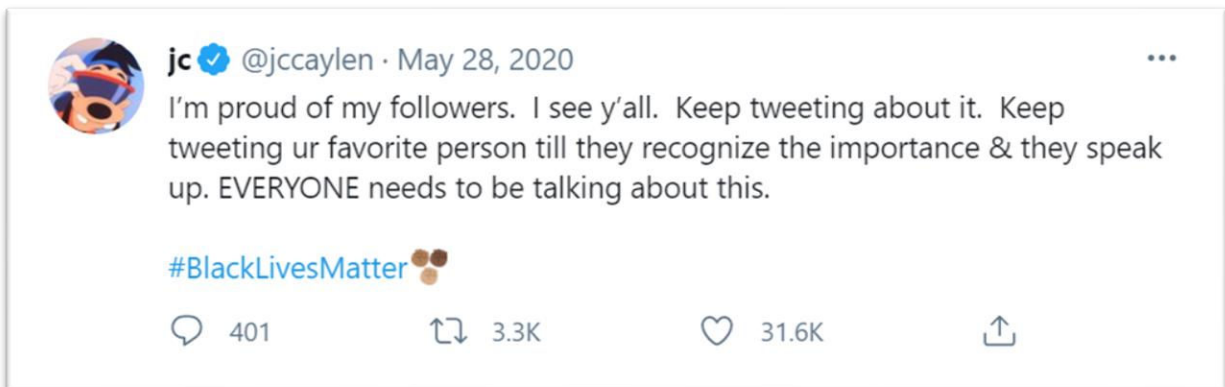 jc @jccaylen · May 28, 2020
I’m proud of my followers.  I see y’all.  Keep tweeting about it.  Keep
tweeting ur favorite person till they recognize the importance & they speak
up. EVERYONE needs to be talking about this.
#BlackLivesMatter
401 3.3K 31.6K